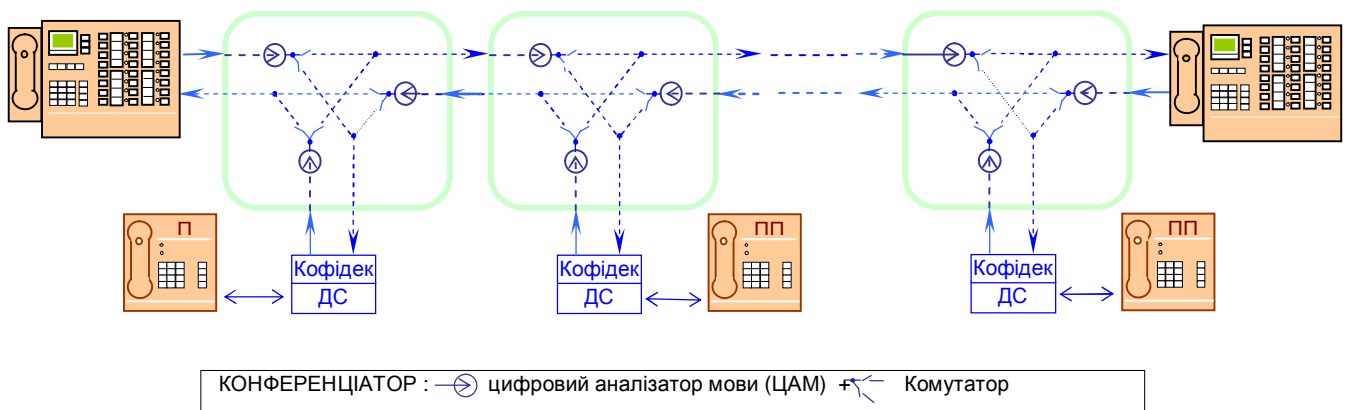 П ПП ПП
Кофідек Кофідек Кофідек
ДС ДС ДС
КОНФЕРЕНЦІАТОР : цифровий аналізатор мови (ЦАМ) + Комутатор